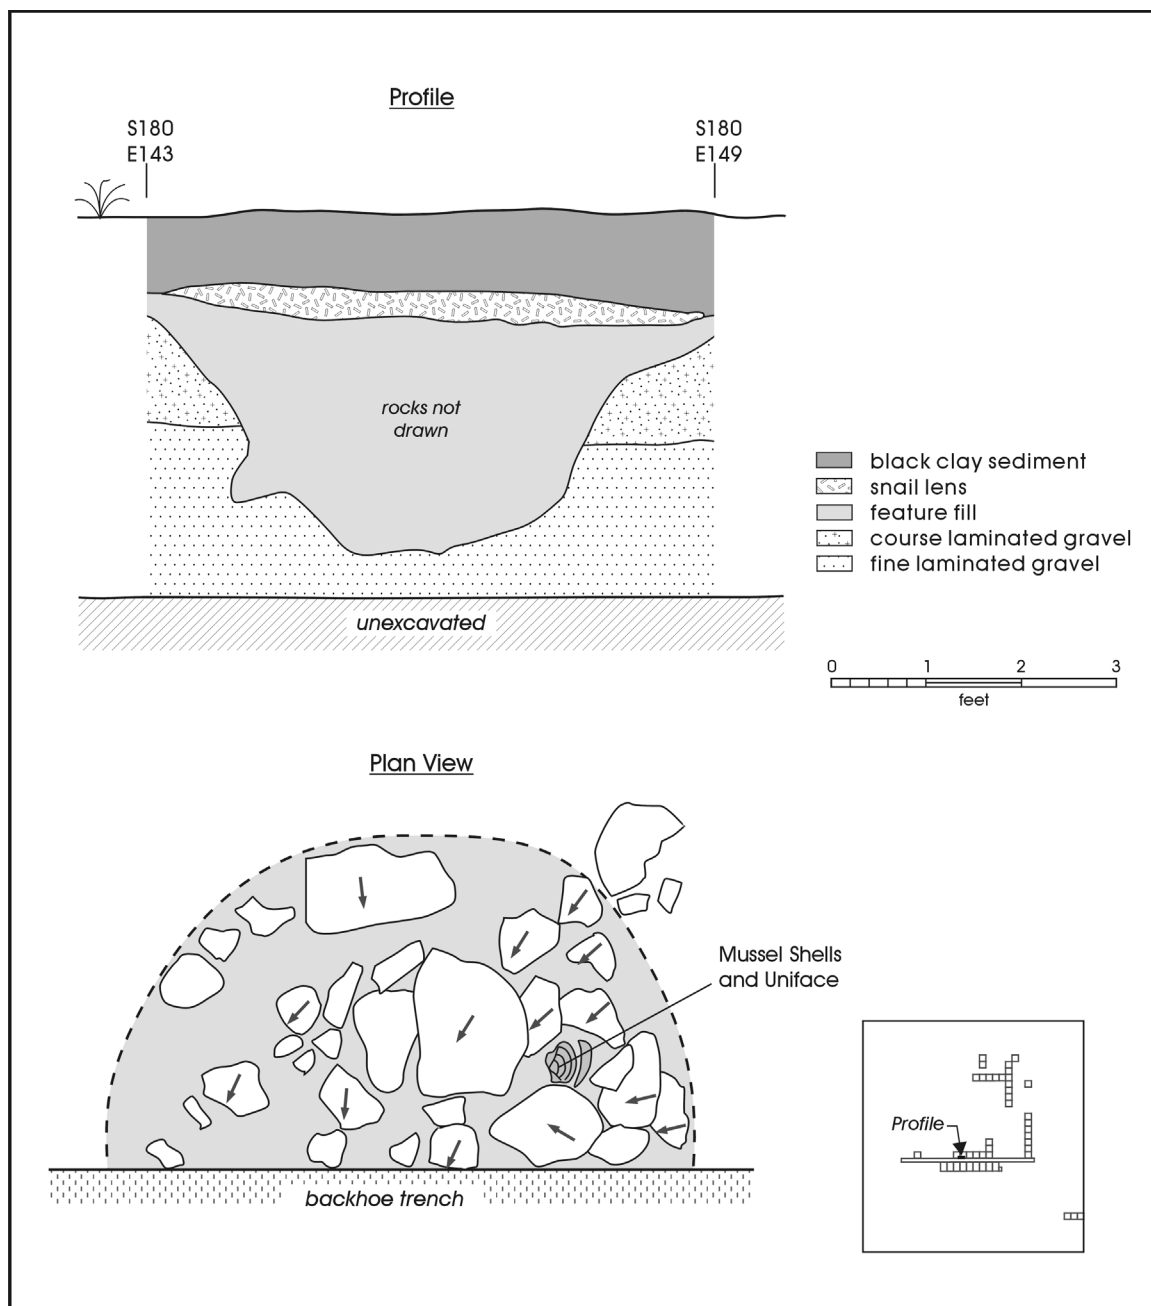 Profile
S180
E143
S180
E149
rocks not
drawn
black clay sediment
snail lens
feature fill
course laminated gravel
fine laminated gravel
unexcavated
0 1 2 3
feet
Plan View
Mussel Shells
and Uniface
Profile
backhoe trench